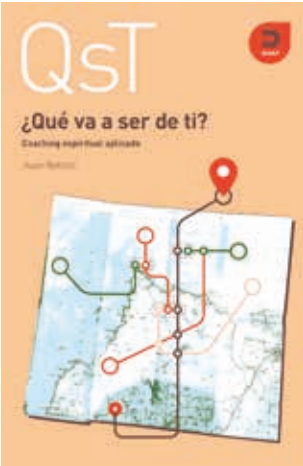 QsT
¿Qué va a ser de ti?
Coaching espiritual aplicado